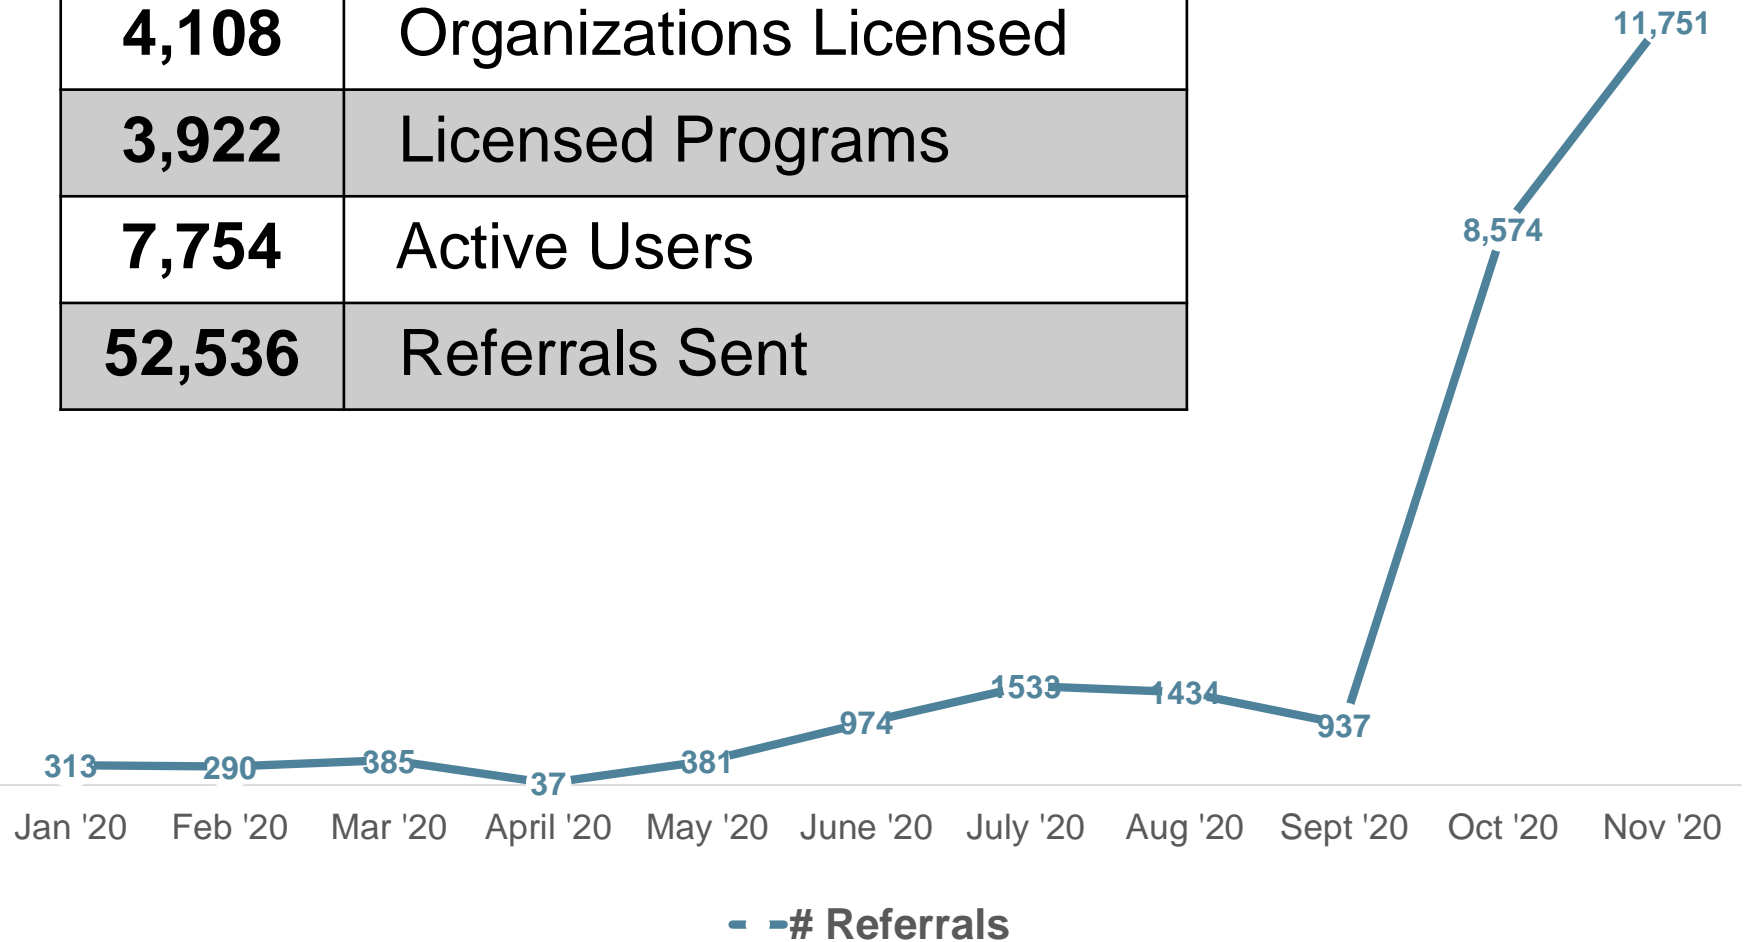 4,108 Organizations Licensed
3,922 Licensed Programs
7,754 Active Users
52,536 Referrals Sent
11,751
8,574
1533
1434
974
937
313
290
385
37
381
Jan '20 Feb '20 Mar '20 April '20 May '20 June '20 July '20 Aug '20 Sept '20 Oct '20 Nov '20
# Referrals